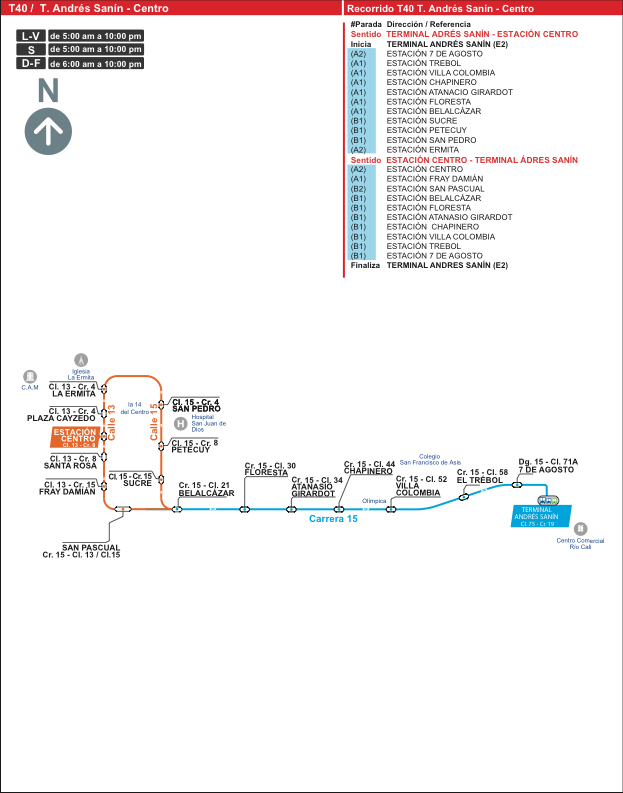 T40 / T. Andrés Sanín - Centro
Recorrido T40 T. Andrés Sanín - Centro
L-V de 5:00 am a 10:00 pm
S de 5:00 am a 10:00 pm
D-F de 6:00 am a 10:00 pm
N
#Parada Dirección / Referencia
Sentido TERMINAL ADRÉS SANÍN - ESTACIÓN CENTRO
Inicia TERMINAL ANDRÉS SANÍN (E2)
(A2) ESTACIÓN 7 DE AGOSTO
(A1) ESTACIÓN TREBOL
(A1) ESTACIÓN VILLA COLOMBIA
(A1) ESTACIÓN CHAPINERO
(A1) ESTACIÓN ATANACIO GIRARDOT
(A1) ESTACIÓN FLORESTA
(A1) ESTACIÓN BELALCÁZAR
(B1) ESTACIÓN SUCRE
(B1) ESTACIÓN PETECUY
(B1) ESTACIÓN SAN PEDRO
(A2) ESTACIÓN ERMITA
Sentido ESTACIÓN CENTRO - TERMINAL ÁDRES SANÍN
(A2) ESTACIÓN CENTRO
(A1) ESTACIÓN FRAY DAMIÁN
(B2) ESTACIÓN SAN PASCUAL
(B1) ESTACIÓN BELALCÁZAR
(B1) ESTACIÓN FLORESTA
(B1) ESTACIÓN ATANASIO GIRARDOT
(B1) ESTACIÓN CHAPINERO
(B1) ESTACIÓN VILLA COLOMBIA
(B1) ESTACIÓN TREBOL
(B1) ESTACIÓN 7 DE AGOSTO
Finaliza TERMINAL ANDRES SANÍN (E2)
Iglesia
La Ermita
C.A.M
Cl. 13 - Cr. 4
LA ERMITA
Cl. 13 - Cr. 4
PLAZA CAYZEDO
ESTACIÓN
CENTRO
Cl. 13 - Cr. 6
Cl. 13 - Cr. 8
SANTA ROSA
Cl. 13 - Cr. 15
FRAY DAMIÁN
Calle 13
la 14
del Centro
Calle 15
Cl. 15 - Cr. 4
SAN PEDRO
H
Hospital
San Juan de
Dios
Cl. 15 - Cr. 8
PETECUY
Cl. 15 - Cr. 15
SUCRE
SAN PASCUAL
Cr. 15 - Cl. 13 / Cl.15
Cr. 15 - Cl. 21
BELALCÁZAR
Cr. 15 - Cl. 30
FLORESTA
Cr. 15 - Cl. 34
ATANASIO
GIRARDOT
Carrera 15
Cr. 15 - Cl. 44
CHAPINERO
Olímpica
Cr. 15 - Cl. 52
VILLA
COLOMBIA
Colegio
San Francisco de Asis
Cr. 15 - Cl. 58
EL TRÉBOL
Dg. 15 - Cl. 71A
7 DE AGOSTO
TERMINAL
ANDRÉS SANÍN
Cl. 75 - Cr. 19
Centro Comercial
Río Cali